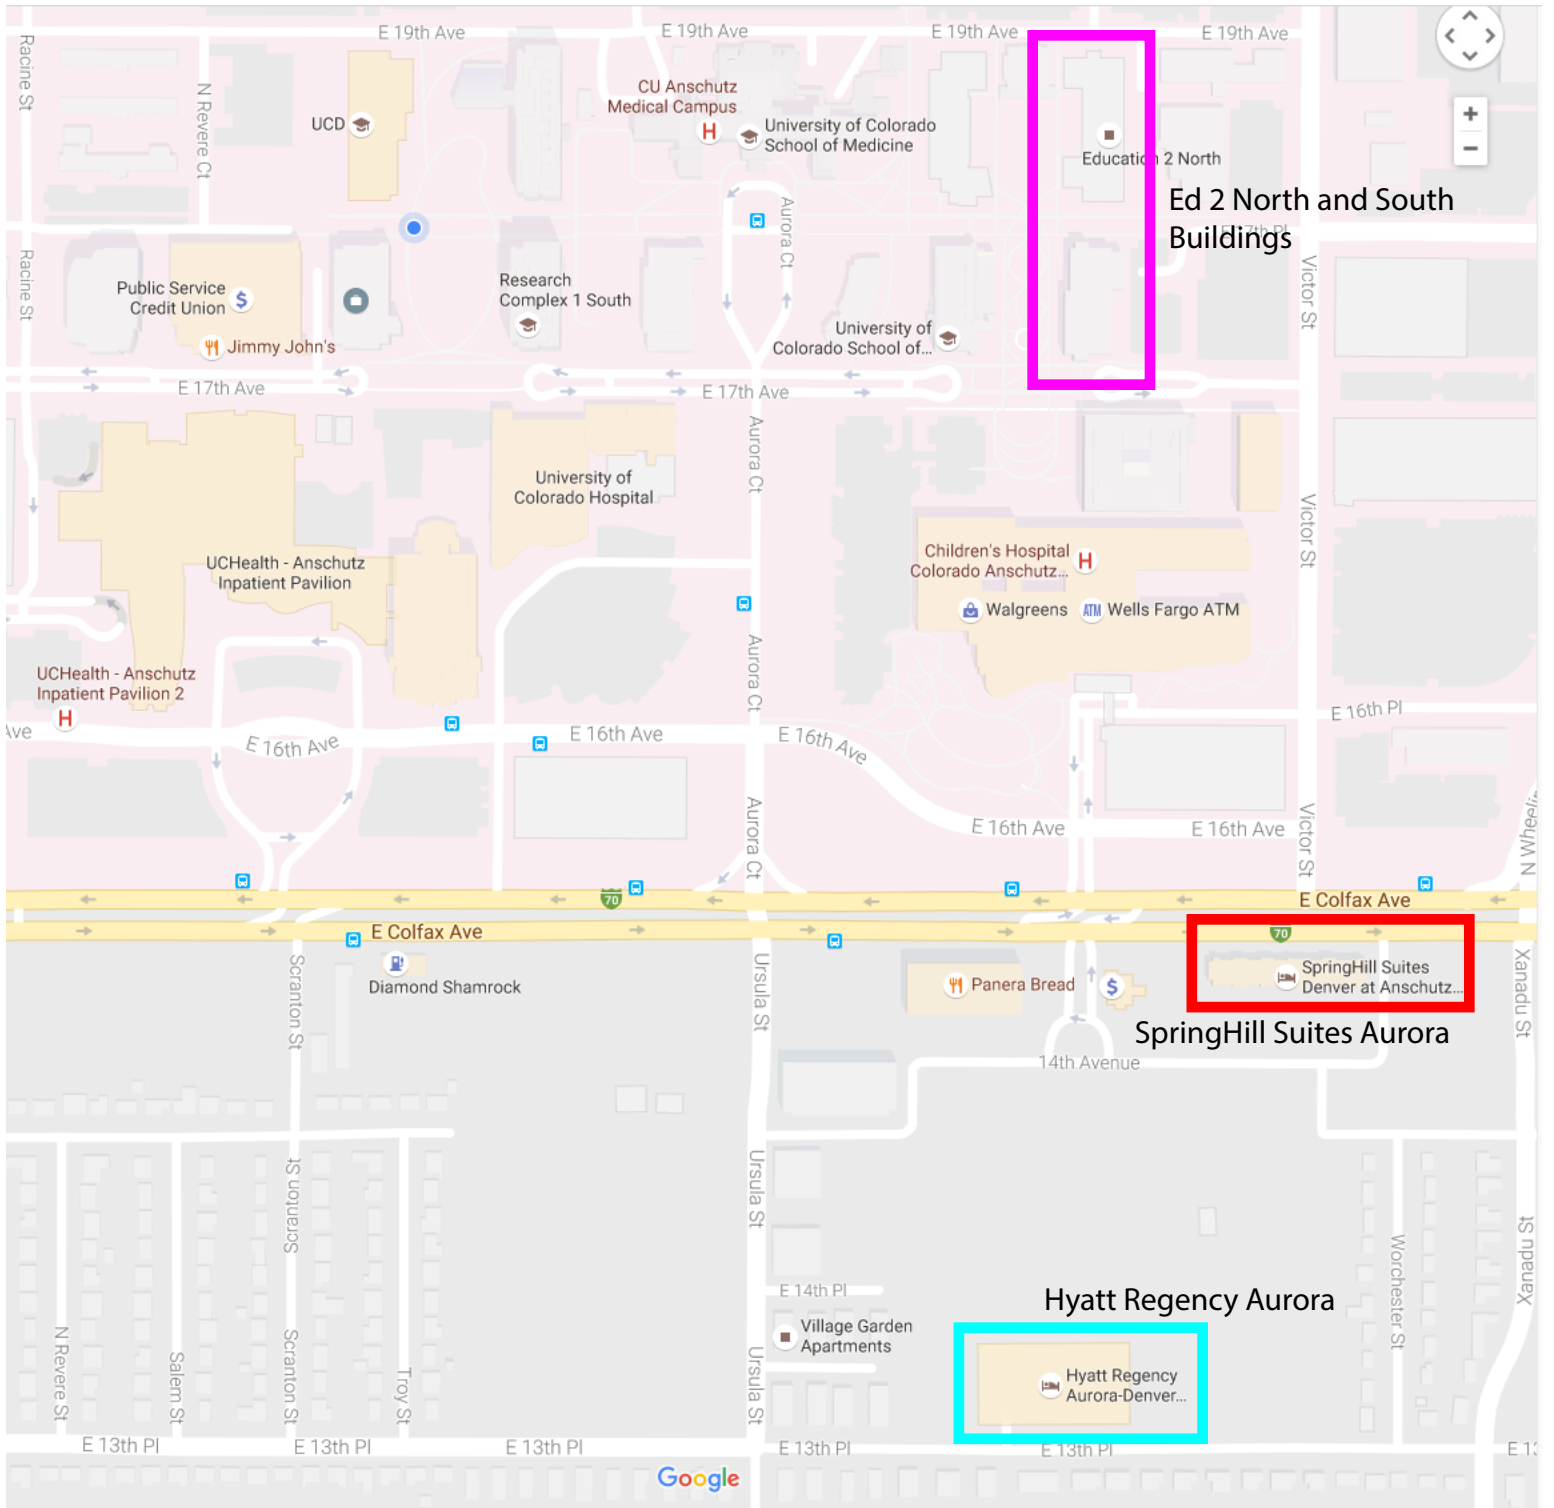 E 19th Ave
E 19th Ave
E 19th Ave
E 19th Ave
Racine St
N Revere Ct
UCD
CU Anschutz
Medical Campus
H
University of Colorado
School of Medicine
Education 2 North
+
−
Ed 2 North and South
Buildings
7th Pl
Aurora Ct
Racine St
Public Service
Credit Union
$
Jimmy John's
Research
Complex 1 South
University of
Colorado School of...
Victor St
E 17th Ave
E 17th Ave
Aurora Ct
University of
Colorado Hospital
Victor St
UCHealth - Anschutz
Inpatient Pavilion
Children's Hospital
Colorado Anschutz...
H
Walgreens
ATM
Wells Fargo ATM
Aurora Ct
UCHealth - Anschutz
Inpatient Pavilion 2
H
Ave
E 16th Ave
E 16th Ave
E 16th Ave
E 16th Pl
E 16th Ave
E 16th Ave
Aurora Ct
Victor St
N Wheelin
70
E Colfax Ave
E Colfax Ave
70
Diamond Shamrock
Scranton St
Ursula St
Panera Bread
$
SpringHill Suites
Denver at Anschutz...
Xanadu St
SpringHill Suites Aurora
14th Avenue
Scranton St
Ursula St
Worchester St
Xanadu St
E 14th Pl
Hyatt Regency Aurora
Village Garden
Apartments
Hyatt Regency
Aurora-Denver...
N Revere St
Salem St
Scranton St
Troy St
Ursula St
E 13th Pl
E 13th Pl
E 13th Pl
E 13th Pl
E 13th Pl
E 13
Google